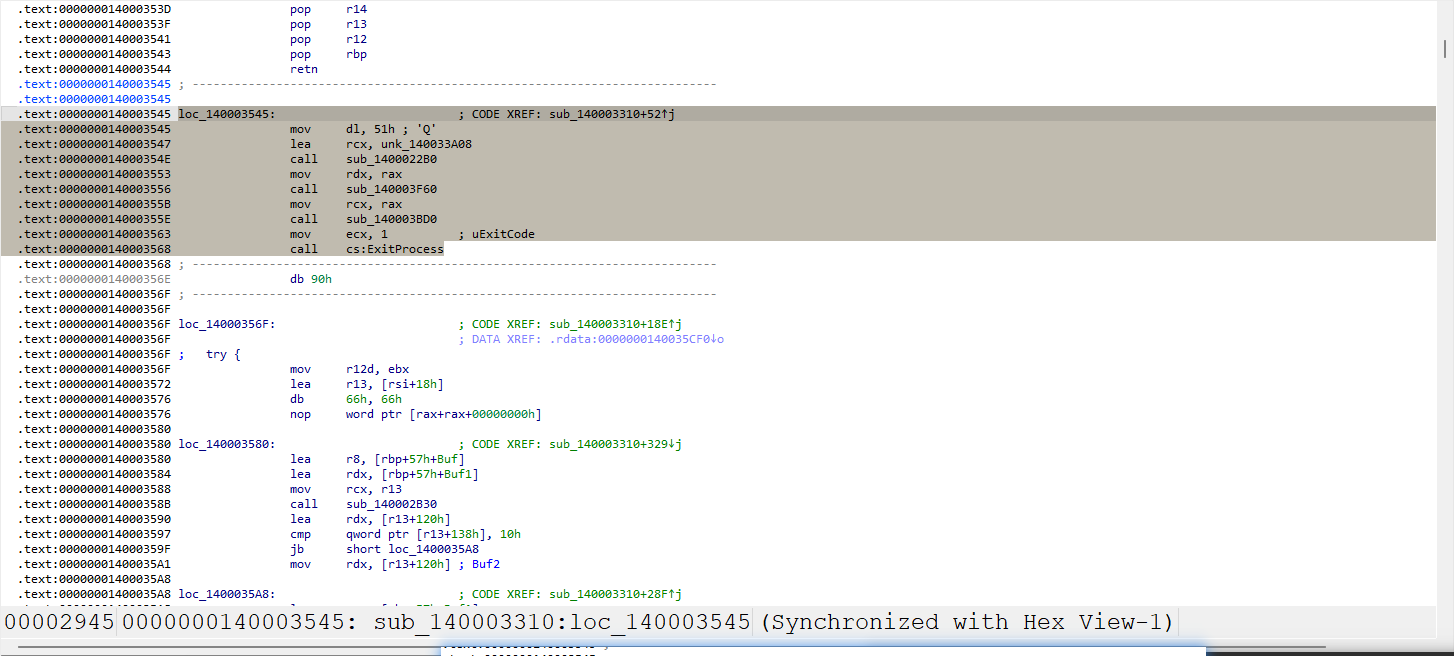 .text:000000014000353D pop r14
.text:000000014000353F pop r13
.text:0000000140003541 pop r12
.text:0000000140003543 pop rbp
.text:0000000140003544 retn
.text:0000000140003545 ; ---------------------------------------------------------------------------
.text:0000000140003545
.text:0000000140003545 loc_140003545: ; CODE XREF: sub_140003310+52↑j
.text:0000000140003545 mov dl, 51h ; 'Q'
.text:0000000140003547 lea rcx, unk_140033A08
.text:000000014000354E call sub_1400022B0
.text:0000000140003553 mov rdx, rax
.text:0000000140003556 call sub_140003F60
.text:000000014000355B mov rcx, rax
.text:000000014000355E call sub_140003BD0
.text:0000000140003563 mov ecx, 1 ; uExitCode
.text:0000000140003568 call cs:ExitProcess
.text:0000000140003568 ; ---------------------------------------------------------------------------
.text:000000014000356E db 90h
.text:000000014000356F ; ---------------------------------------------------------------------------
.text:000000014000356F
.text:000000014000356F loc_14000356F: ; CODE XREF: sub_140003310+18E↑j
.text:000000014000356F ; DATA XREF: .rdata:0000000140035CF0↓o
.text:000000014000356F ; try {
.text:000000014000356F mov r12d, ebx
.text:0000000140003572 lea r13, [rsi+18h]
.text:0000000140003576 db 66h, 66h
.text:0000000140003576 nop word ptr [rax+rax+00000000h]
.text:0000000140003580
.text:0000000140003580 loc_140003580: ; CODE XREF: sub_140003310+329↓j
.text:0000000140003580 lea r8, [rbp+57h+Buf]
.text:0000000140003584 lea rdx, [rbp+57h+Buf1]
.text:0000000140003588 mov rcx, r13
.text:000000014000358B call sub_140002B30
.text:0000000140003590 lea rdx, [r13+120h]
.text:0000000140003597 cmp qword ptr [r13+138h], 10h
.text:000000014000359F jb short loc_1400035A8
.text:00000001400035A1 mov rdx, [r13+120h] ; Buf2
.text:00000001400035A8
.text:00000001400035A8 loc_1400035A8: ; CODE XREF: sub_140003310+28F↑j
00002945 0000000140003545: sub_140003310:loc_140003545 (Synchronized with Hex View-1)